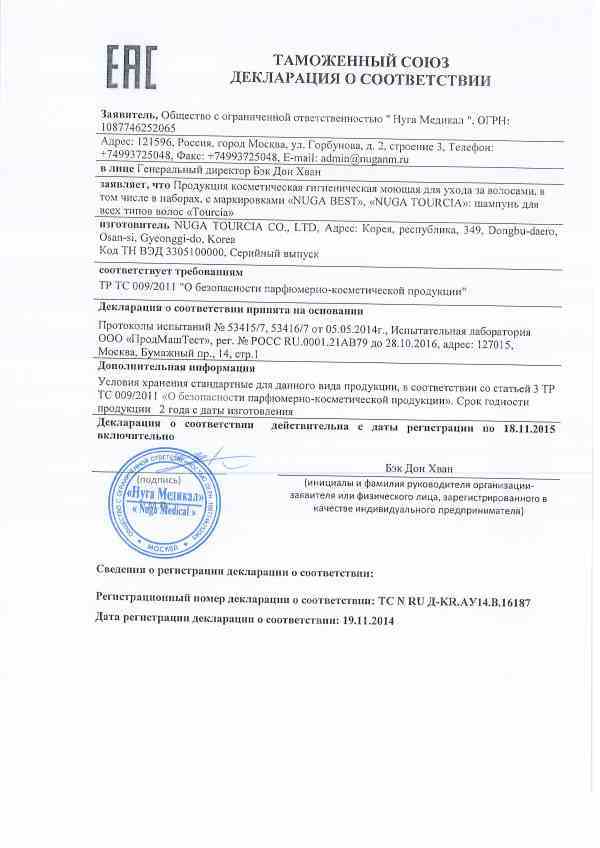 ЕАС
ТАМОЖЕННЫЙ СОЮЗ
ДЕКЛАРАЦИЯ О СООТВЕТСТВИИ
Заявитель, Общество с ограниченной ответственностью " Нуга Медикал ", ОГРН:
1087746252065
Адрес: 121596, Россия, город Москва, ул. Горбунова, д. 2, строение 3, Телефон:
+74993725048, Факс: +74993725048, E-mail: admin@nuganm.ru
в лице Генеральный директор Бэк Дон Хван
заявляет, что Продукция косметическая гигиеническая моющая для ухода за волосами, в
том числе в наборах, с маркировками «NUGA BEST», «NUGA TOURCIA»: шампунь для
всех типов волос «Tourcia»
изготовитель NUGA TOURCIA CO., LTD, Адрес: Корея, республика, 349, Dongbu-daero,
Osan-si, Gyeonggi-do, Korea
Код ТН ВЭД 3305100000, Серийный выпуск
соответствует требованиям
ТР ТС 009/2011 "О безопасности парфюмерно-косметической продукции"
Декларация о соответствии принята на основании
Протоколы испытаний № 53415/7, 53416/7 от 05.05.2014г., Испытательная лаборатория
ООО «ПродМашТест», рег. № РОСС RU.0001.21АВ79 до 28.10.2016, адрес: 127015,
Москва, Бумажный пр., 14, стр.1
Дополнительная информация
Условия хранения стандартные для данного вида продукции, в соответствии со статьей 3 ТР
ТС 009/2011 «О безопасности парфюмерно-косметической продукции». Срок годности
продукции 2 года с даты изготовления
Декларация о соответствии действительна с даты регистрации по 18.11.2015
включительно
Бэк Дон Хван
(подпись)
(инициалы и фамилия руководителя организации-
заявителя или физического лица, зарегистрированного в
качестве индивидуального предпринимателя)
«Нуга Медикал»
« Nuga Medical »
МОСКВА
Сведения о регистрации декларации о соответствии:
Регистрационный номер декларации о соответствии: ТС N RU Д-KR.АУ14.В.16187
Дата регистрации декларации о соответствии: 19.11.2014